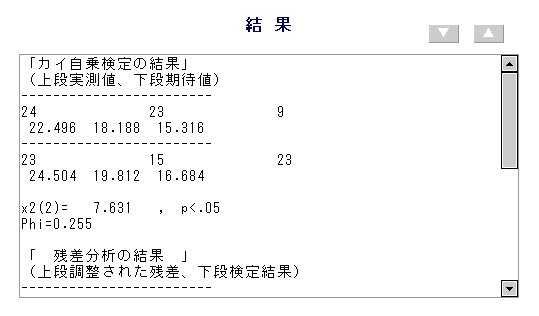 結 果
「カイ自乗検定の結果」
（上段実測値、下段期待値）
-------------------------
24 23 9
22.496 18.188 15.316
-------------------------
23 15 23
24.504 19.812 16.684
x2(2)= 7.631 , p<.05
Phi=0.255
「 残差分析の結果 」
（上段調整された残差、下段検定結果）
-------------------------